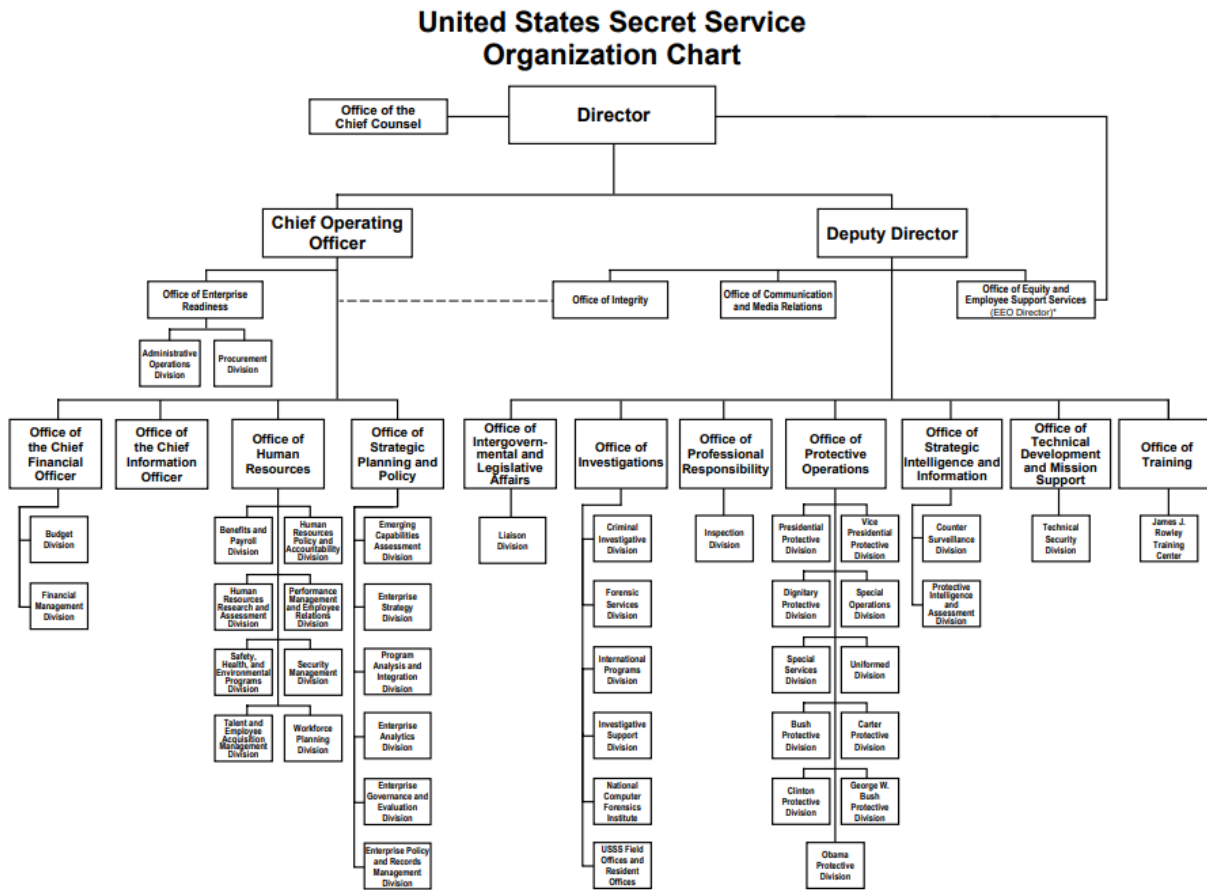 United States Secret Service
Organization Chart
Office of the
Chief Counsel
Director
Chief Operating
Officer
Deputy Director
Office of Enterprise
Readiness
Office of Integrity
Office of Communication
and Media Relations
Office of Equity and
Employee Support Services
(EEO Director)*
Administrative
Operations
Division
Procurement
Division
Office of
the Chief
Financial
Officer
Office of
the Chief
Information
Officer
Office of
Human
Resources
Office of
Strategic
Planning and
Policy
Office of
Intergovern-
mental and
Legislative
Affairs
Office of
Investigations
Office of
Professional
Responsibility
Office of
Protective
Operations
Office of
Strategic
Intelligence and
Information
Office of
Technical
Development
and Mission
Support
Office of
Training
Budget
Division
Financial
Management
Division
Benefits and
Payroll
Division
Human
Resources
Policy and
Accountability
Division
Human
Resources
Research and
Assessment
Division
Performance
Management
and Employee
Relations
Division
Safety,
Health, and
Environmental
Programs
Division
Security
Management
Division
Talent and
Employee
Acquisition
Management
Division
Workforce
Planning
Division
Emerging
Capabilities
Assessment
Division
Enterprise
Strategy
Division
Program
Analysis and
Integration
Division
Enterprise
Analytics
Division
Enterprise
Governance and
Evaluation
Division
Enterprise Policy
and Records
Management
Division
Liaison
Division
Criminal
Investigative
Division
Forensic
Services
Division
International
Programs
Division
Investigative
Support
Division
National
Computer
Forensics
Institute
USSS Field
Offices and
Resident
Offices
Inspection
Division
Presidential
Protective
Division
Vice
Presidential
Protective
Division
Dignitary
Protective
Division
Special
Operations
Division
Special
Services
Division
Uniformed
Division
Bush
Protective
Division
Carter
Protective
Division
Clinton
Protective
Division
George W.
Bush
Protective
Division
Obama
Protective
Division
Counter
Surveillance
Division
Protective
Intelligence
and
Assessment
Division
Technical
Security
Division
James J.
Rowley
Training
Center